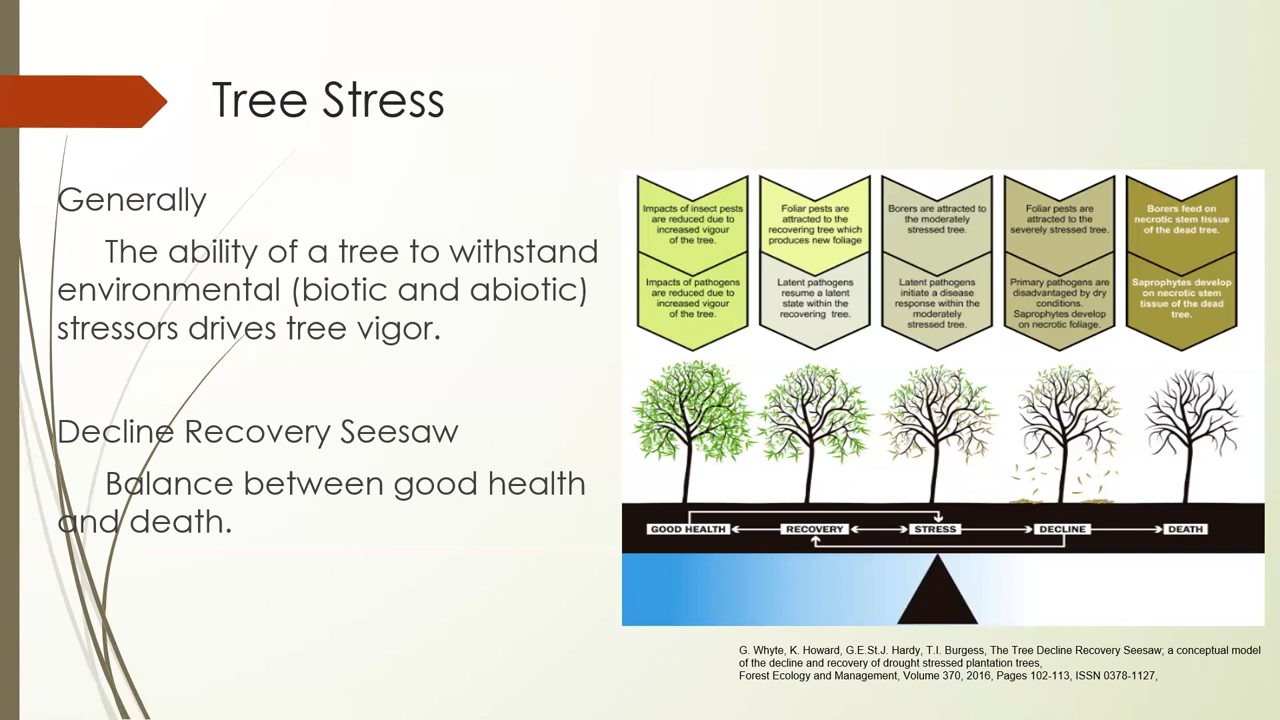 Tree Stress
Generally
The ability of a tree to withstand
environmental (biotic and abiotic)
stressors drives tree vigor.
Decline Recovery Seesaw
Balance between good health
and death.
Impacts of insect pests
are reduced due to
increased vigour
of the tree.
Impacts of pathogens
are reduced due to
increased vigour
of the tree.
Foliar pests are
attracted to the
recovering tree which
produces new foliage
Latent pathogens
resume a latent
state within the
recovering tree.
Borers are attracted to
the moderately
stressed tree.
Latent pathogens
initiate a disease
response within the
moderately
stressed tree.
Foliar pests are
attracted to the
severely stressed tree.
Primary pathogens are
disadvantaged by dry
conditions.
Saprophytes develop
on necrotic foliage.
Borers feed on
necrotic stem tissue
of the dead tree.
Saprophytes develop
on necrotic stem
tissue of the dead
tree.
GOOD HEALTH
RECOVERY
STRESS
DECLINE
DEATH
G. Whyte, K. Howard, G.E.St.J. Hardy, T.I. Burgess, The Tree Decline Recovery Seesaw; a conceptual model
of the decline and recovery of drought stressed plantation trees,
Forest Ecology and Management, Volume 370, 2016, Pages 102-113, ISSN 0378-1127,